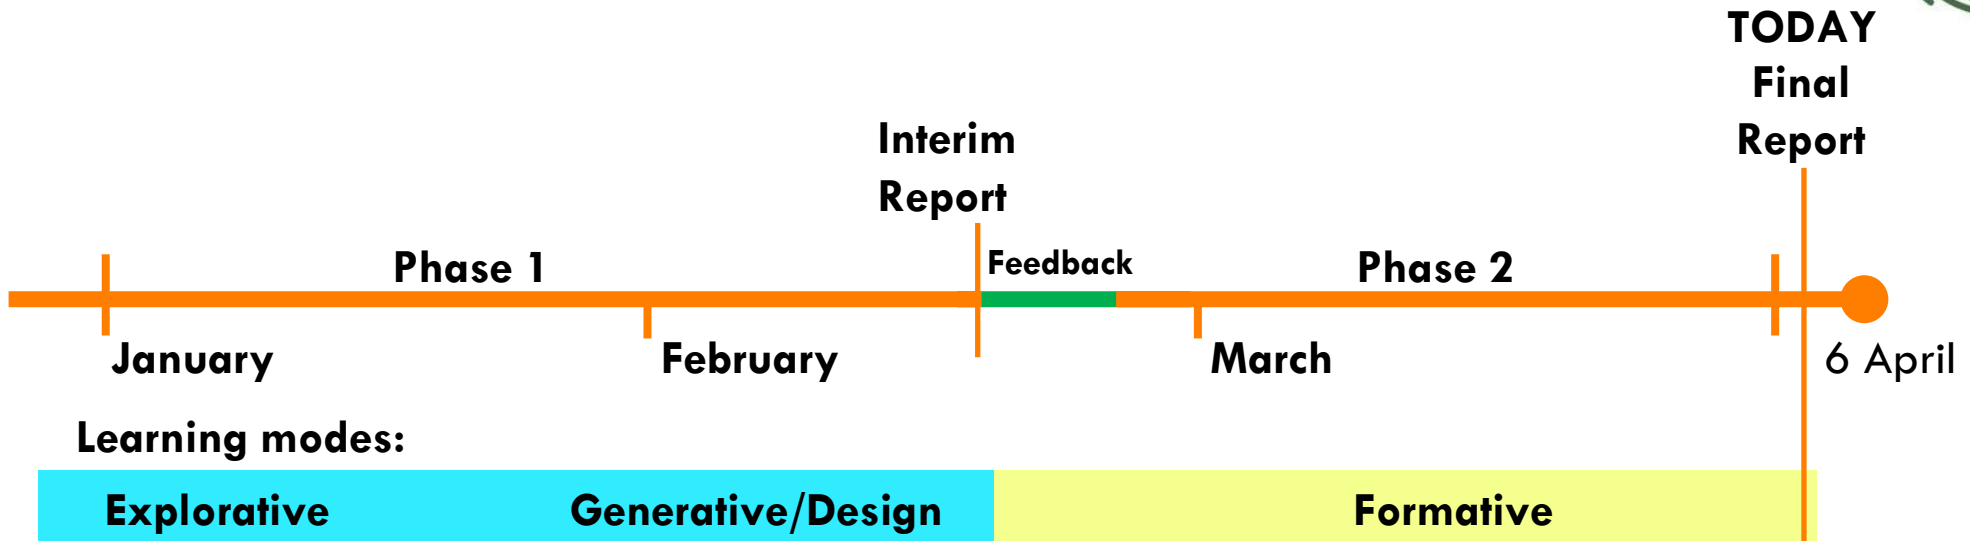 TODAY
Final
Report
Interim
Report
Phase 1
Feedback
Phase 2
January
February
March
6 April
Learning modes:
Explorative
Generative/Design
Formative